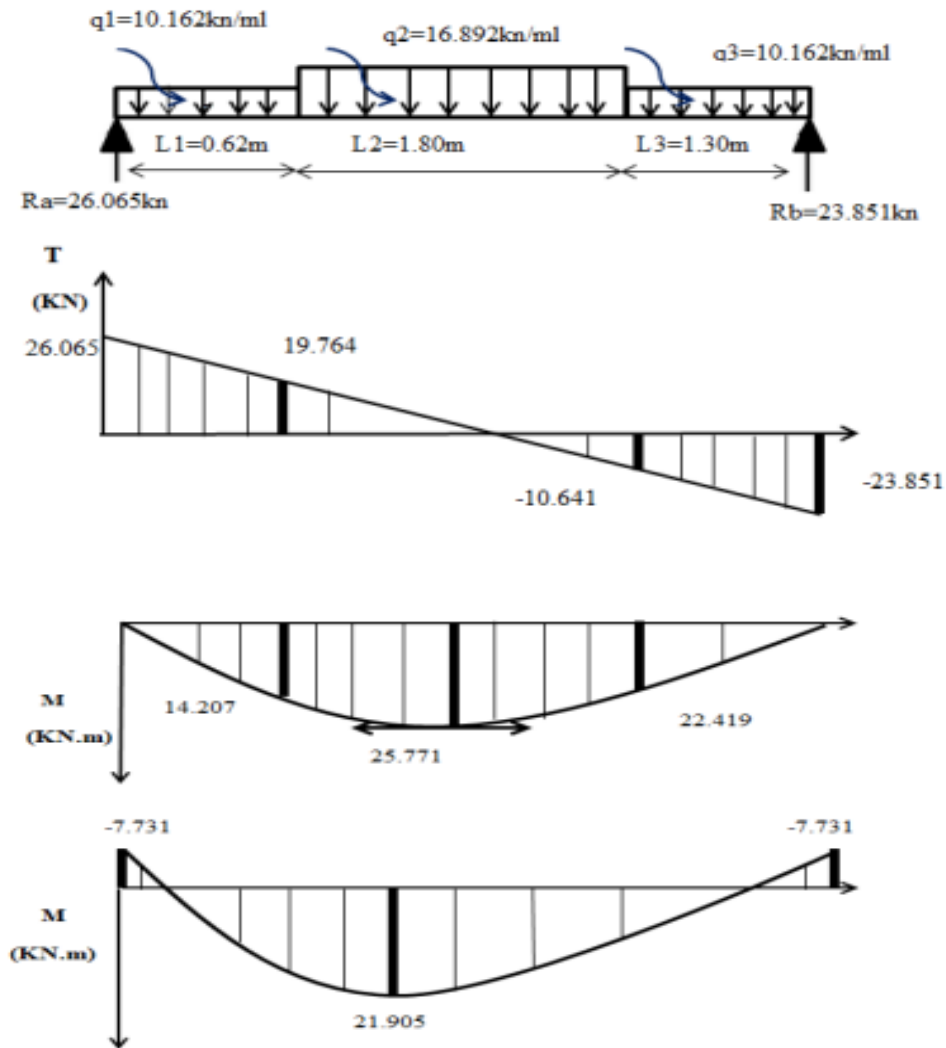 q1=10.162kn/ml
q2=16.892kn/ml
q3=10.162kn/ml
L1=0.62m
L2=1.80m
L3=1.30m
Ra=26.065kn
Rb=23.851kn
T
(KN)
26.065
19.764
-10.641
-23.851
M
(KN.m)
14.207
25.771
22.419
-7.731
-7.731
M
(KN.m)
21.905